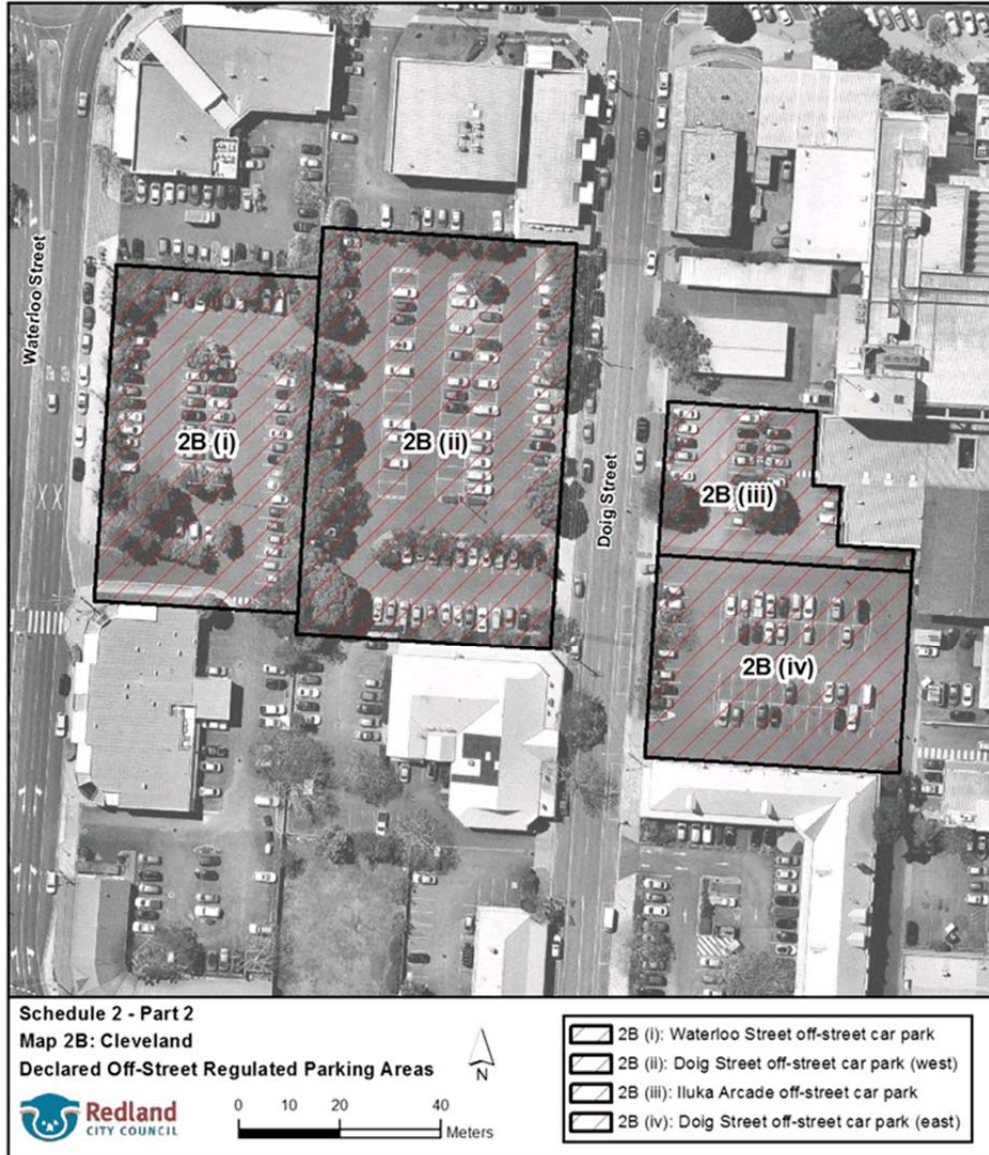 Waterloo Street
2B (i)
2B (ii)
Doig Street
2B (iii)
2B (iv)
Schedule 2 - Part 2
Map 2B: Cleveland
Declared Off-Street Regulated Parking Areas
N
Redland
CITY COUNCIL
0 10 20 40
Meters
2B (i): Waterloo Street off-street car park
2B (ii): Doig Street off-street car park (west)
2B (iii): Iluka Arcade off-street car park
2B (iv): Doig Street off-street car park (east)